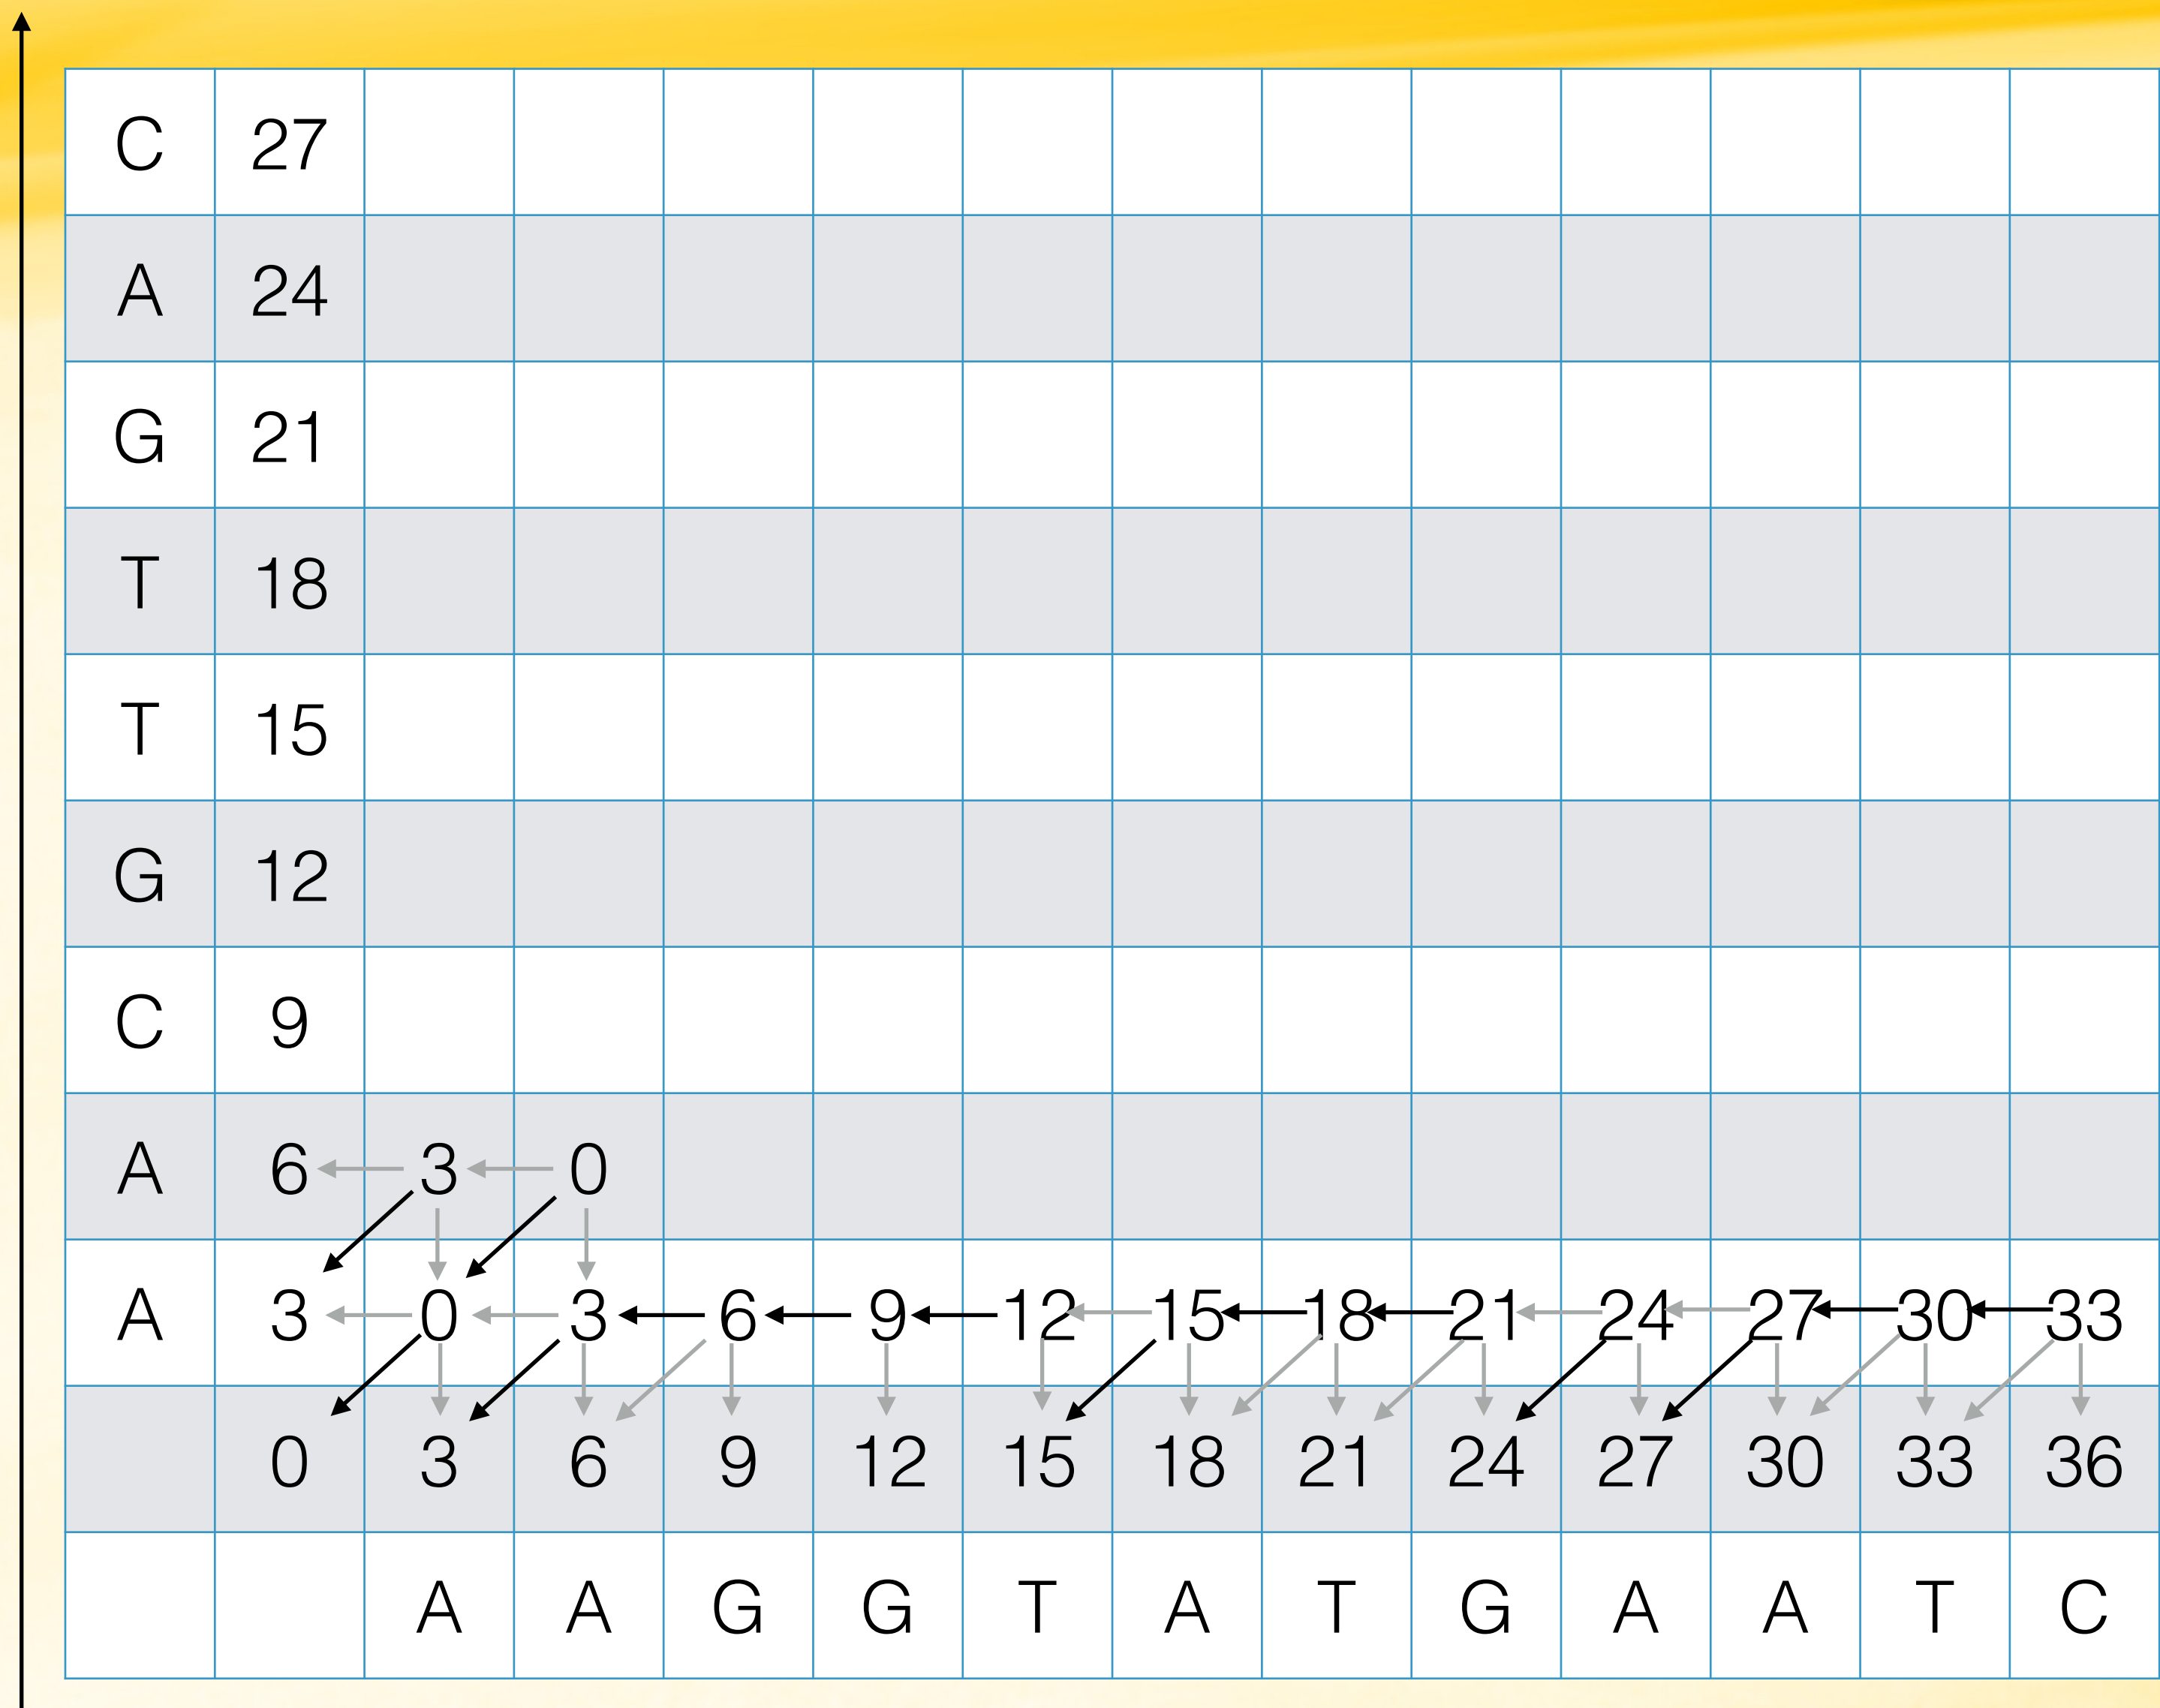 C 27
A 24
G 21
T 18
T 15
G 12
C 9
A 6 3 0
A 3 0 3 6 9 12 15 18 21 24 27 30 33
0 3 6 9 12 15 18 21 24 27 30 33 36
A A G G T A T G A A T C